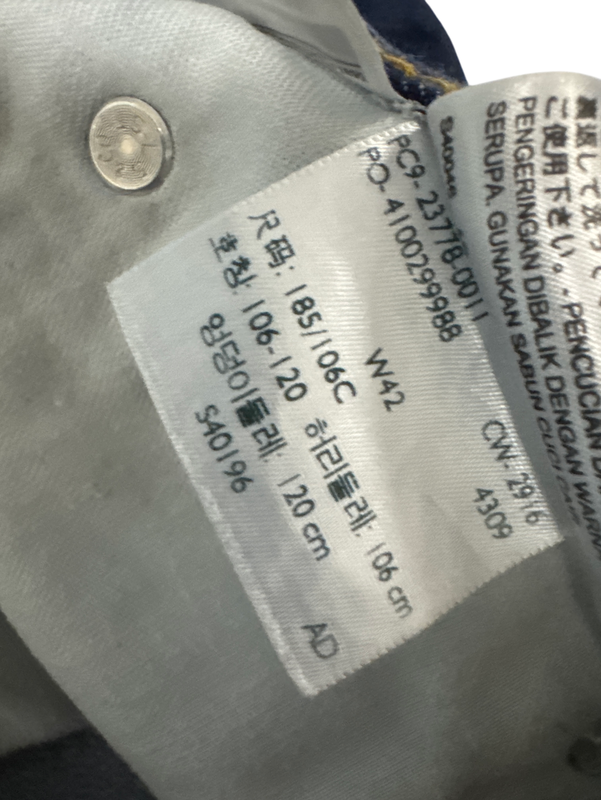 PC9- 23778-0011
PO- 4100299988
W42
CW- 2916
4309
尺码: 185/106C
호칭: 106-120 허리둘레: 106 cm
엉덩이둘레: 120 cm
S40196
AD
ご使用下さい。- PENCUCIAN
PENGERINGAN DIBALIK DENGAN WARN
SERUPA. GUNAKAN SABUN